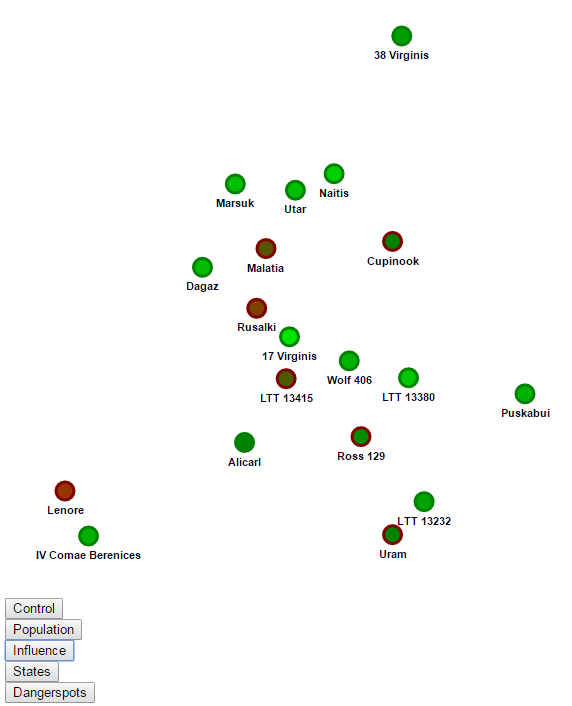 38 Virginis
Naitis
Marsuk
Utar
Cupinook
Malatia
Dagaz
Rusalki
17 Virginis
Wolf 406
LTT 13415
LTT 13380
Puskabui
Ross 129
Alicarl
Lenore
LTT 13232
IV Comae Berenices
Uram
Control
Population
Influence
States
Dangerspots